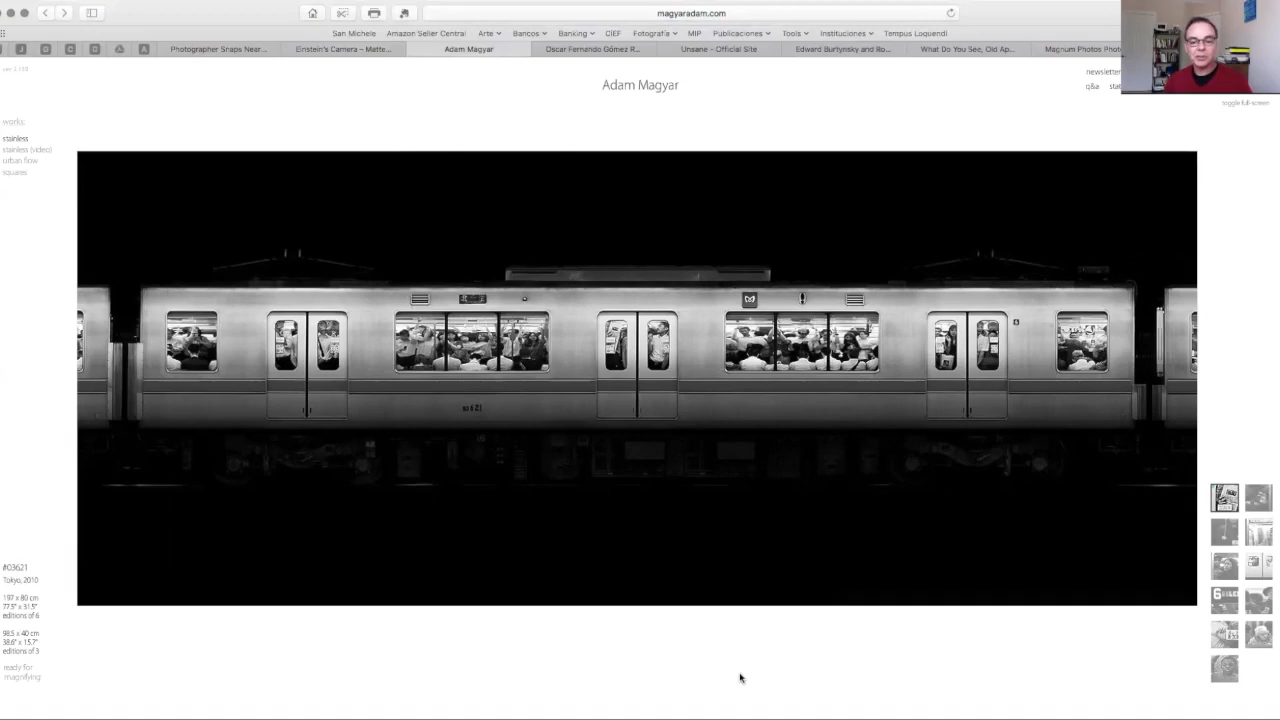 magyaradam.com
San Michele Amazon Seller Central Arte Bancos Banking CIEF Fotografía MIP Publicaciones Tools Instituciones Tempus Loquendi
J D C D A Photographer Snaps Near... Einstein's Camera – Matte... Adam Magyar Oscar Fernando Gómez R... Unsane – Official Site Edward Burtynsky and Ro... What Do You See, Old Ap... Magnum Photos Phot
Adam Magyar
newsletter
q&a
toggle full-screen
works:
stainless
stainless (video)
urban flow
squares
#03621
Tokyo, 2010
197 x 80 cm
77.5" x 31.5"
editions of 6
98.5 x 40 cm
38.6" x 15.7"
editions of 3
ready for
magnifying